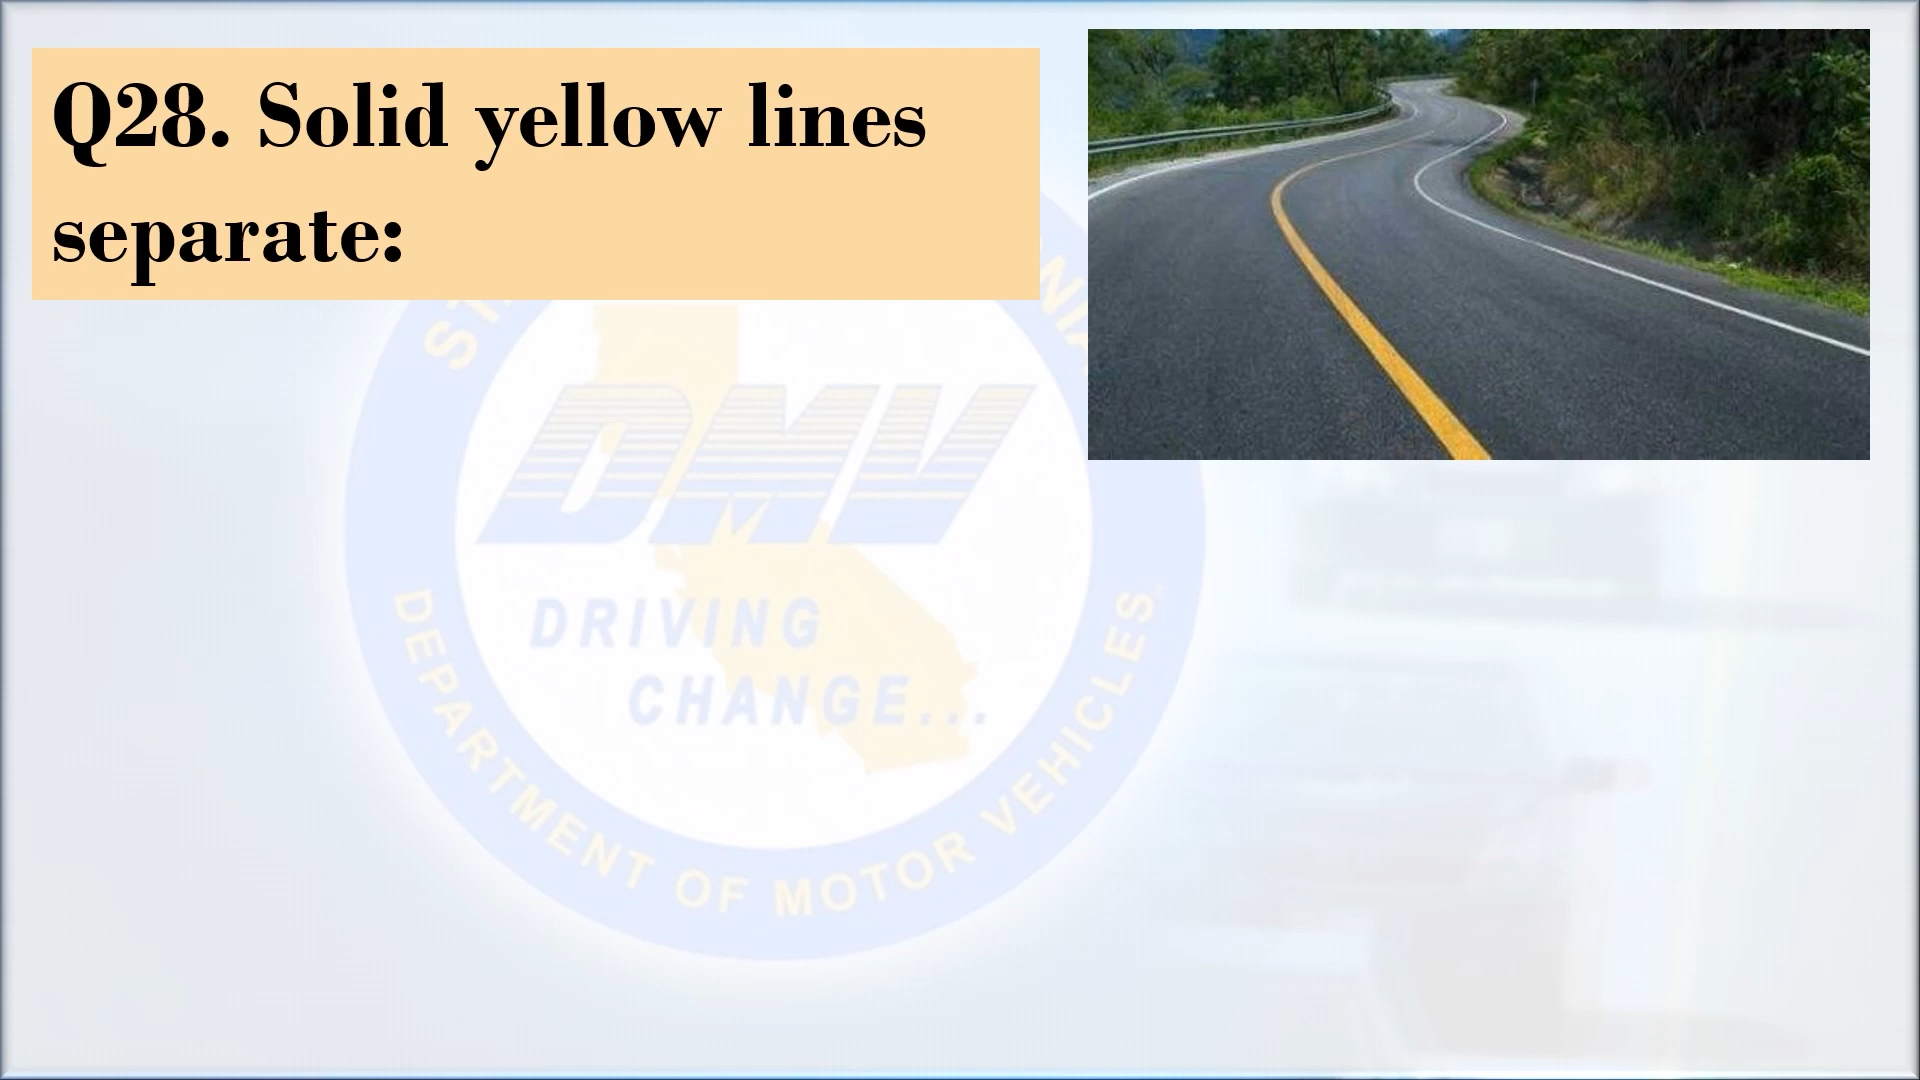 Q28. Solid yellow lines
separate:
DMV
DRIVING
CHANGE...
DEPARTMENT OF MOTOR VEHICLES